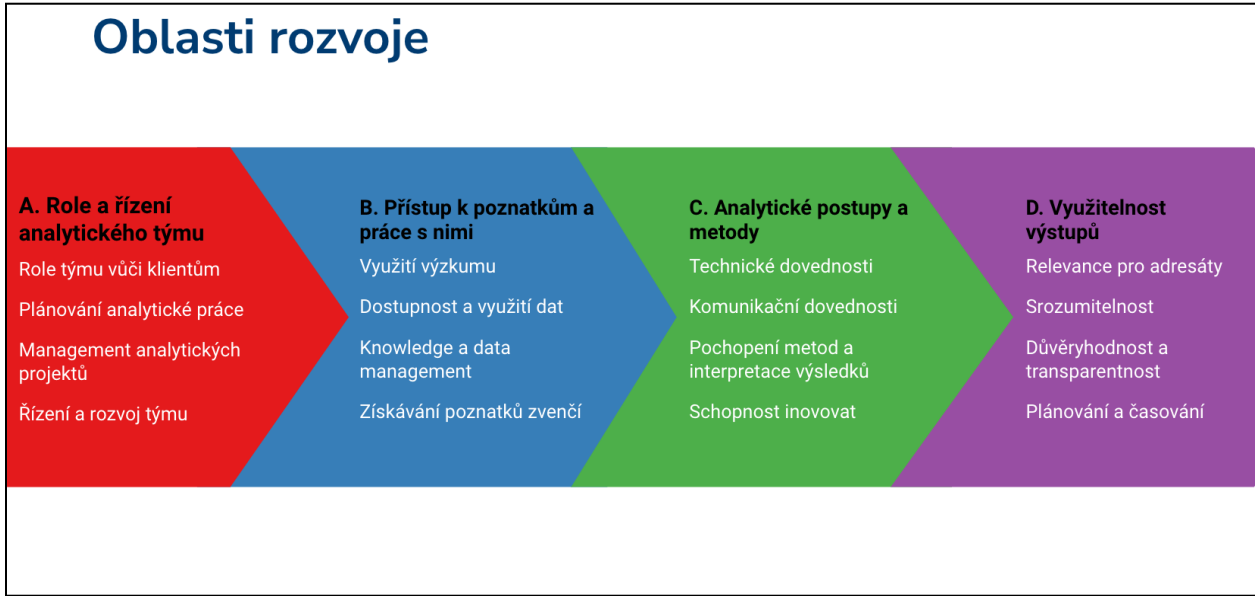 Oblasti rozvoje
A. Role a řízení
analytického týmu
Role týmu vůči klientům
Plánování analytické práce
Management analytických
projektů
Řízení a rozvoj týmu
B. Přístup k poznatkům a
práce s nimi
Využití výzkumu
Dostupnost a využití dat
Knowledge a data
management
Získávání poznatků zvenčí
C. Analytické postupy a
metody
Technické dovednosti
Komunikační dovednosti
Pochopení metod a
interpretace výsledků
Schopnost inovovat
D. Využitelnost
výstupů
Relevance pro adresáty
Srozumitelnost
Důvěryhodnost a
transparentnost
Plánování a časování